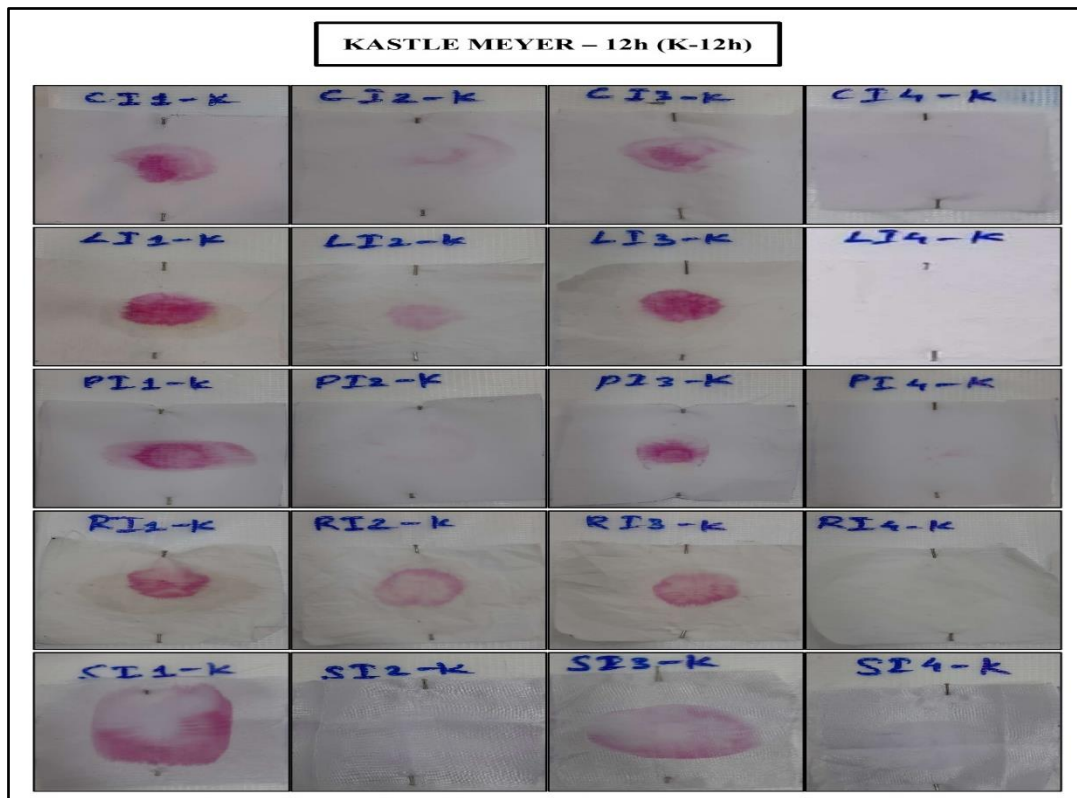 KASTLE MEYER – 12h (K-12h)
CI1-K CI2-K CI3-K CI4-K
LI1-K LI2-K LI3-K LI4-K
PI1-K PI2-K PI3-K PI4-K
RI1-K RI2-K RI3-K RI4-K
SI1-K SI2-K SI3-K SI4-K